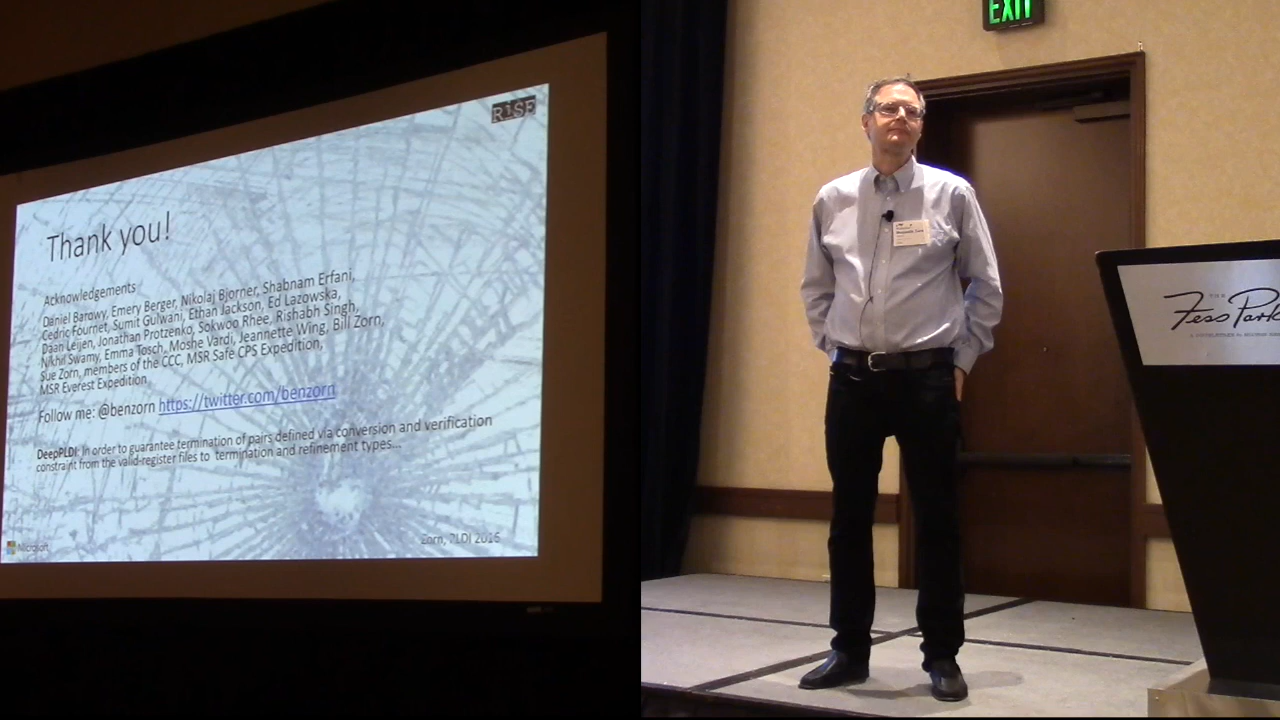 RiSE
Thank you!
Acknowledgements
Daniel Barowy, Emery Berger, Nikolaj Bjorner, Shabnam Erfani,
Cedric Fournet, Sumit Gulwani, Ethan Jackson, Ed Lazowska,
Daan Leijen, Jonathan Protzenko, Sokwoo Rhee, Rishabh Singh,
Nikhil Swamy, Emma Tosch, Moshe Vardi, Jeannette Wing, Bill Zorn,
Sue Zorn, members of the CCC, MSR Safe CPS Expedition,
MSR Everest Expedition
Follow me: @benzorn https://twitter.com/benzorn
DeepPLDI: In order to guarantee termination of pairs defined via conversion and verification
constraint from the valid-register files to termination and refinement types...
Microsoft
Zorn, PLDI 2016
EXIT
THE
Fess Park